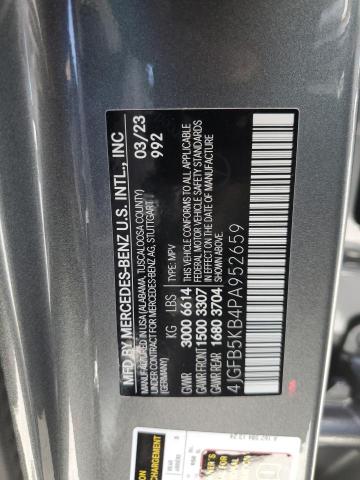 MFD BY MERCEDES-BENZ U.S. INTL., INC
MANUFACTURED IN USA (ALABAMA, TUSCALOOSA COUNTY)
UNDER CONTRACT FOR MERCEDES-BENZ AG, STUTTGART
(GERMANY)
03/23
992
KG LBS TYPE: MPV
GVWR 3000 6614
GAWR FRONT 1500 3307
GAWR REAR 1680 3704
THIS VEHICLE CONFORMS TO ALL APPLICABLE
FEDERAL MOTOR VEHICLE SAFETY STANDARDS
IN EFFECT ON THE DATE OF MANUFACTURE
SHOWN ABOVE.
4JGFB5KB4PA952659
CHARGEMENT